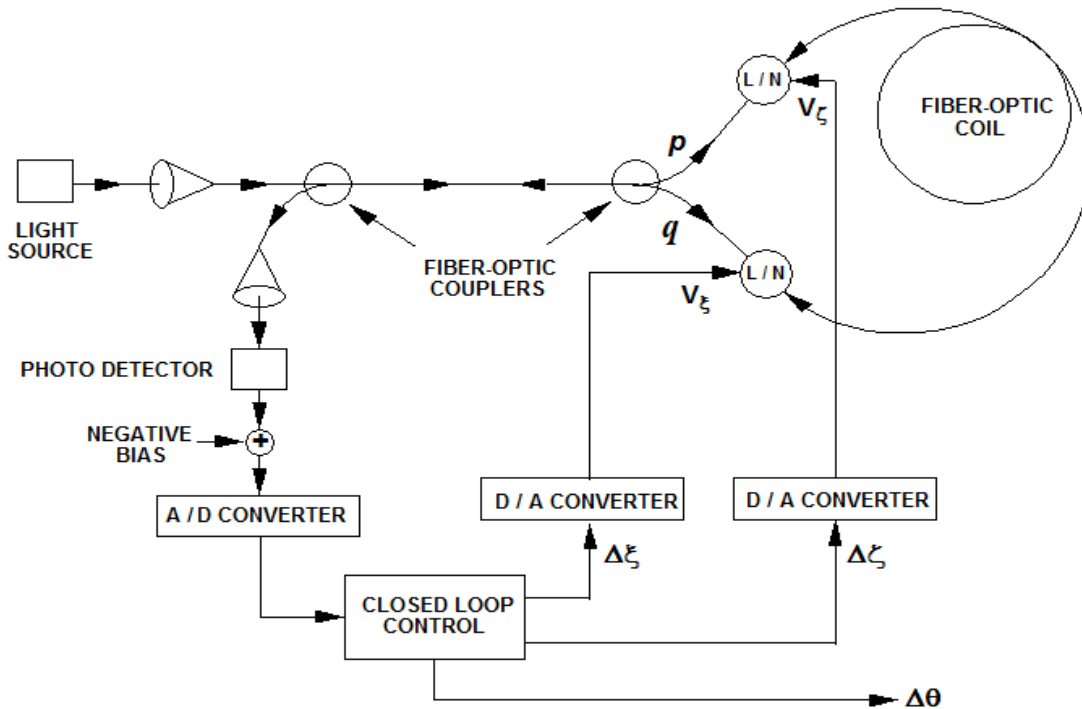 L / N
FIBER-OPTIC
COIL
Vζ
p
LIGHT
SOURCE
q
FIBER-OPTIC
COUPLERS
L / N
Vξ
PHOTO DETECTOR
NEGATIVE
BIAS
+
A / D CONVERTER
D / A CONVERTER
D / A CONVERTER
Δξ
Δζ
CLOSED LOOP
CONTROL
Δθ